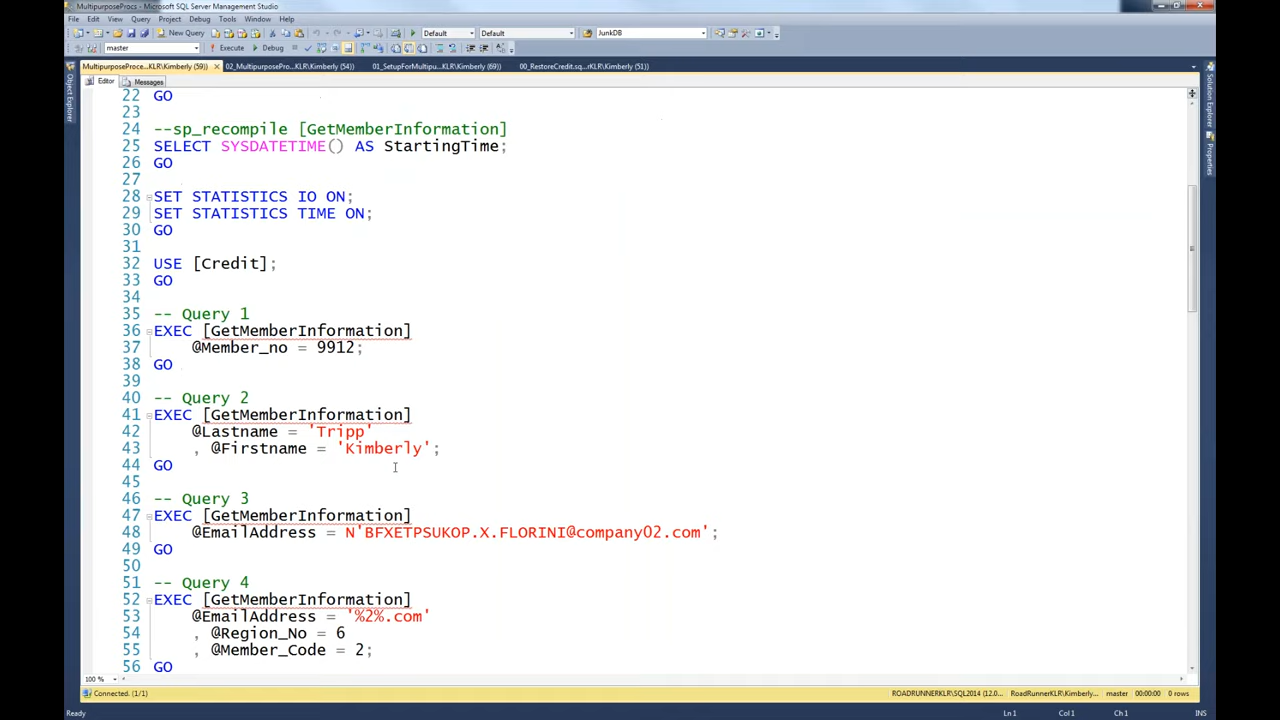 MultipurposeProcs - Microsoft SQL Server Management Studio
File Edit View Query Project Debug Tools Window Help
New Query Default Default JunkDB
master Execute Debug
MultipurposeProce...KLR\Kimberly (59)) 02_MultipurposePro...KLR\Kimberly (54)) 01_SetupForMultipu...KLR\Kimberly (69)) 00_RestoreCredit.sq...rKLR\Kimberly (51))
Editor Messages
Object Explorer
Solution Explorer
Properties
22 GO
23
24 --sp_recompile [GetMemberInformation]
25 SELECT SYSDATETIME() AS StartingTime;
26 GO
27
28 SET STATISTICS IO ON;
29 SET STATISTICS TIME ON;
30 GO
31
32 USE [Credit];
33 GO
34
35 -- Query 1
36 EXEC [GetMemberInformation]
37 @Member_no = 9912;
38 GO
39
40 -- Query 2
41 EXEC [GetMemberInformation]
42 @Lastname = 'Tripp'
43 , @Firstname = 'Kimberly';
44 GO
45
46 -- Query 3
47 EXEC [GetMemberInformation]
48 @EmailAddress = N'BFXETPSUKOP.X.FLORINI@company02.com';
49 GO
50
51 -- Query 4
52 EXEC [GetMemberInformation]
53 @EmailAddress = '%2%.com'
54 , @Region_No = 6
55 , @Member_Code = 2;
56 GO
100 %
Connected. (1/1) ROADRUNNERKLR\SQL2014 (12.0... RoadRunnerKLR\Kimberly... master 00:00:00 0 rows
Ready Ln 1 Col 1 Ch 1 INS